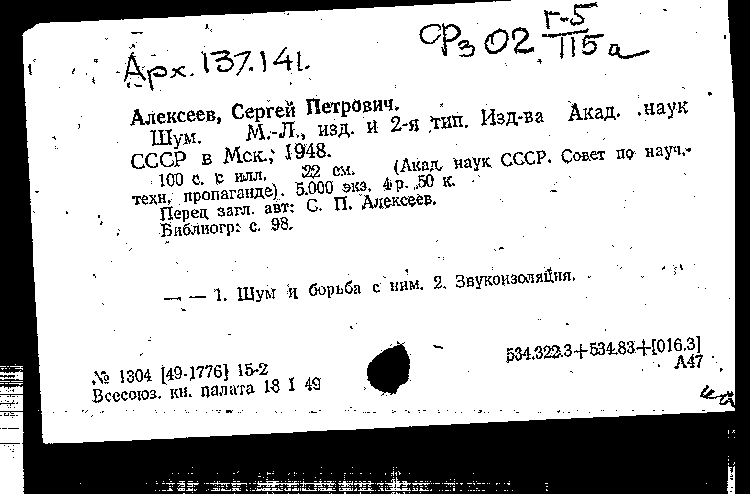 Арх. 137.141.
Ср3 02 Г-5/115а
Алексеев, Сергей Петрович.
Шум. М.-Л., изд. и 2-я тип. Изд-ва Акад. наук
СССР в Мск., 1948.
100 с. с илл. 22 см. (Акад. наук СССР. Совет по науч.-
техн. пропаганде). 5.000 экз. 4 р. 50 к.
Перед загл. авт: С. П. Алексеев.
Библиогр: с. 98.
— — 1. Шум и борьба с ним. 2. Звукоизоляция.
534.322.3+534.83+[016.3]
А47
№ 1304 [49-1776] 15-2
Всесоюз. кн. палата 18 I 49